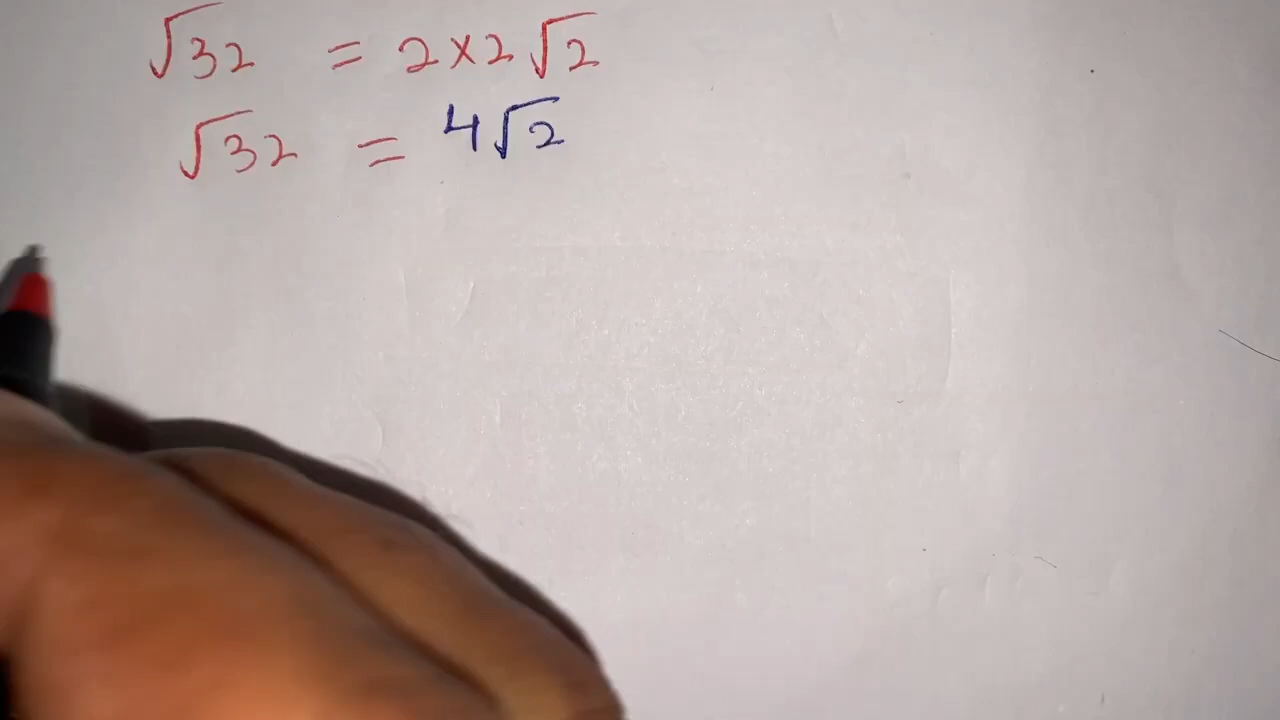 √32 = 2×2√2
√32 = 4√2